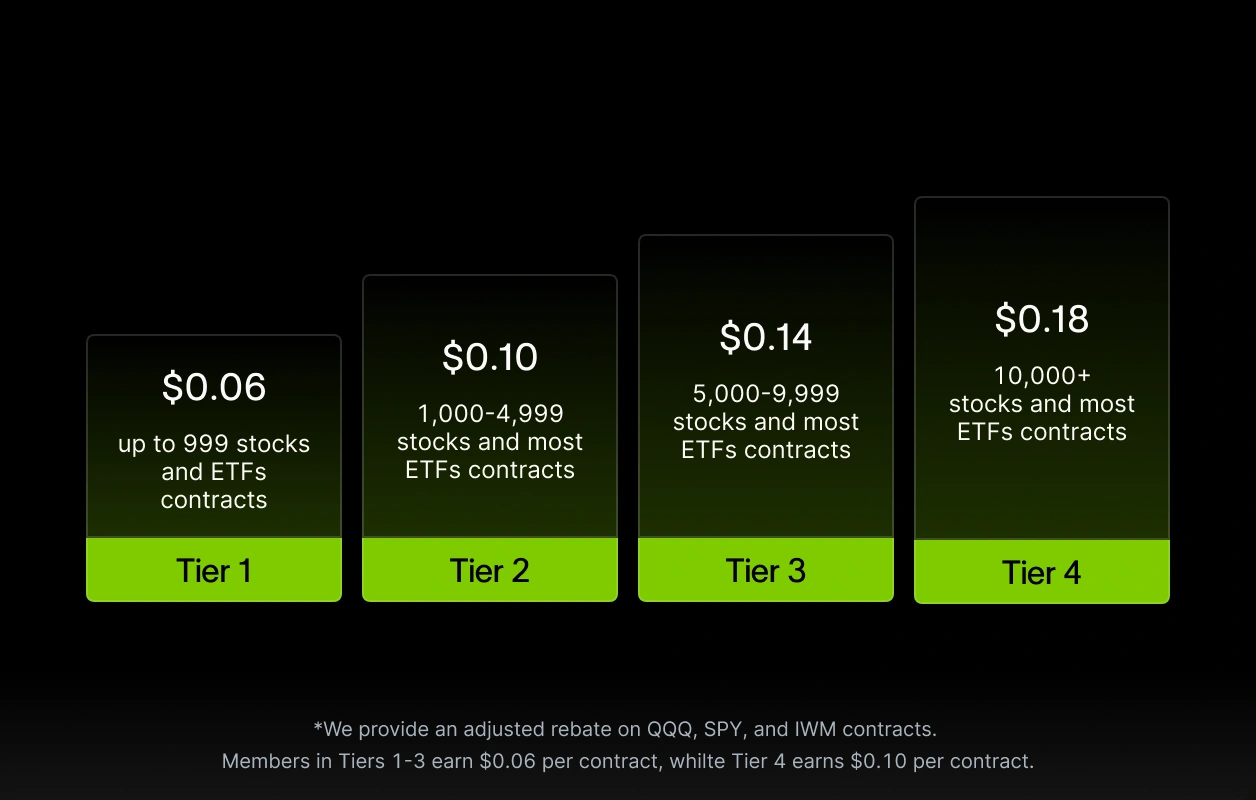 $0.06
up to 999 stocks
and ETFs
contracts
Tier 1
$0.10
1,000-4,999
stocks and most
ETFs contracts
Tier 2
$0.14
5,000-9,999
stocks and most
ETFs contracts
Tier 3
$0.18
10,000+
stocks and most
ETFs contracts
Tier 4
*We provide an adjusted rebate on QQQ, SPY, and IWM contracts.
Members in Tiers 1-3 earn $0.06 per contract, whilte Tier 4 earns $0.10 per contract.